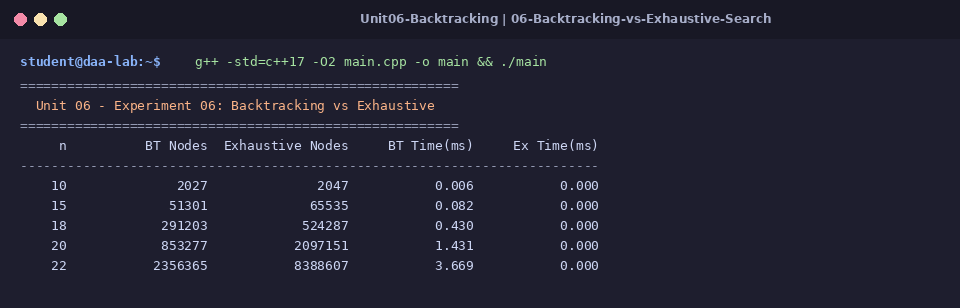 Unit06-Backtracking | 06-Backtracking-vs-Exhaustive-Search
student@daa-lab:~$ g++ -std=c++17 -O2 main.cpp -o main && ./main
========================================================
Unit 06 - Experiment 06: Backtracking vs Exhaustive
========================================================
n BT Nodes Exhaustive Nodes BT Time(ms) Ex Time(ms)
--------------------------------------------------------------------------
10 2027 2047 0.006 0.000
15 51301 65535 0.082 0.000
18 291203 524287 0.430 0.000
20 853277 2097151 1.431 0.000
22 2356365 8388607 3.669 0.000